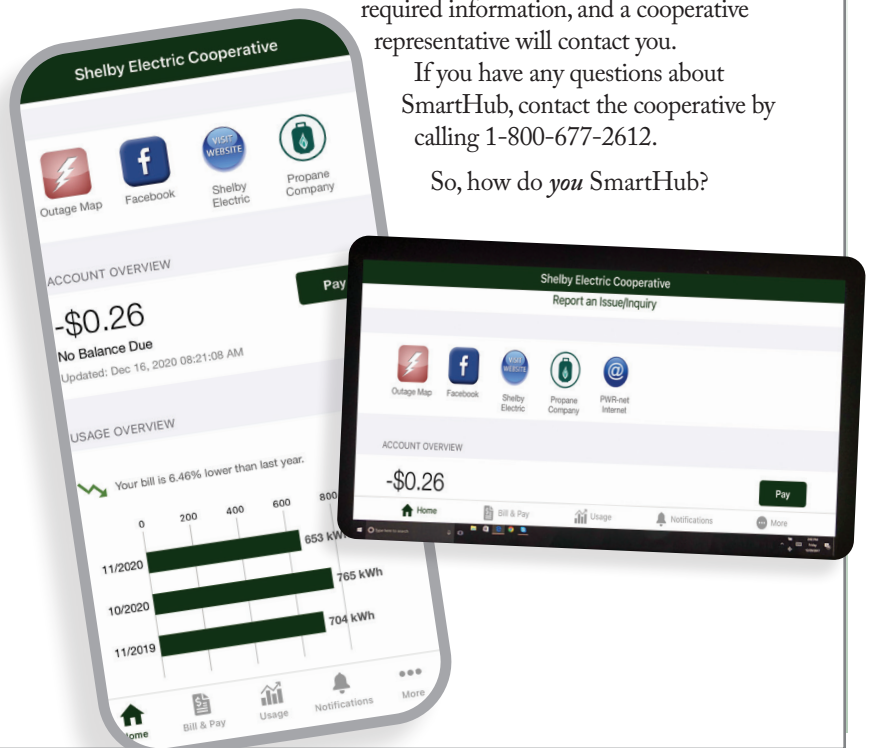 required information, and a cooperative
representative will contact you.
If you have any questions about
SmartHub, contact the cooperative by
calling 1-800-677-2612.
So, how do you SmartHub?
Shelby Electric Cooperative
VISIT
WEBSITE
Outage Map
Facebook
Shelby
Electric
Propane
Company
ACCOUNT OVERVIEW
-$0.26
Pay
No Balance Due
Updated: Dec 16, 2020 08:21:08 AM
USAGE OVERVIEW
Your bill is 6.46% lower than last year.
0 200 400 600 800
11/2020 653 kW
10/2020 765 kWh
11/2019 704 kWh
Home
Bill & Pay
Usage
Notifications
More
Shelby Electric Cooperative
Report an Issue/Inquiry
VISIT
WEBSITE
Outage Map
Facebook
Shelby
Electric
Propane
Company
PWR-net
Internet
ACCOUNT OVERVIEW
-$0.26
Pay
Home
Bill & Pay
Usage
Notifications
More